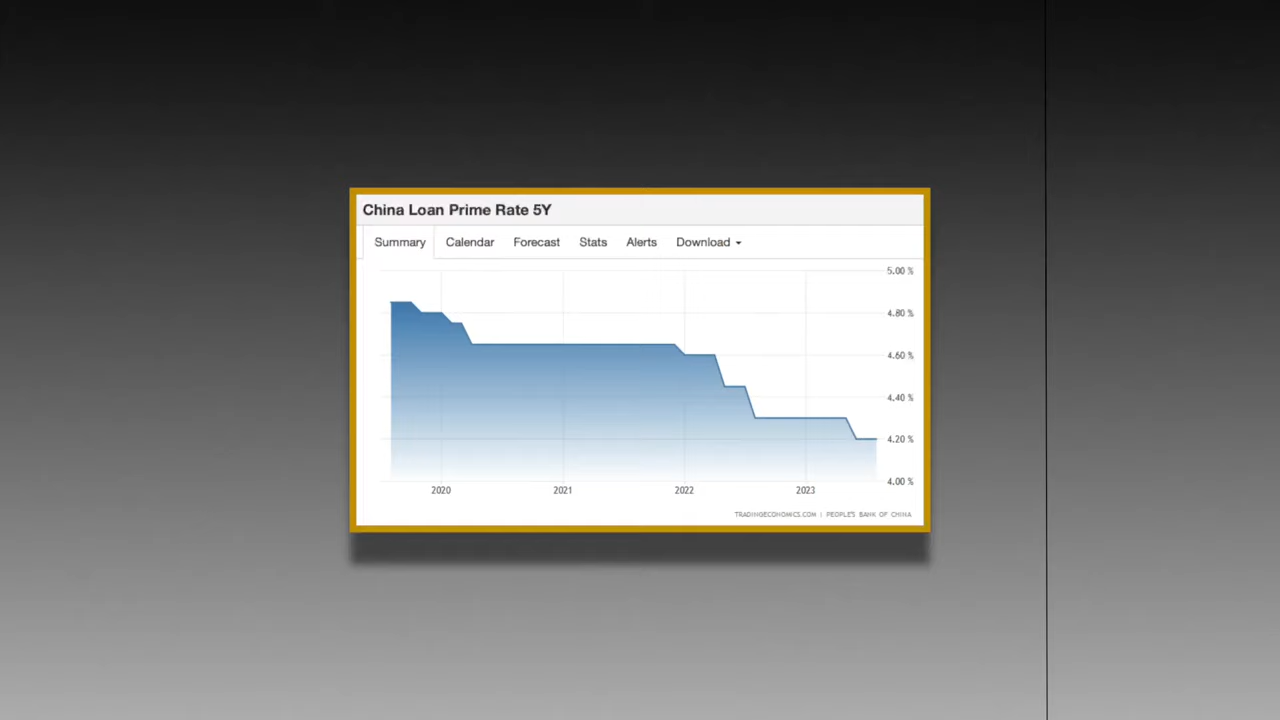 China Loan Prime Rate 5Y
Summary Calendar Forecast Stats Alerts Download
5.00 %
4.80 %
4.60 %
4.40 %
4.20 %
4.00 %
2020 2021 2022 2023
TRADINGECONOMICS.COM | PEOPLE'S BANK OF CHINA